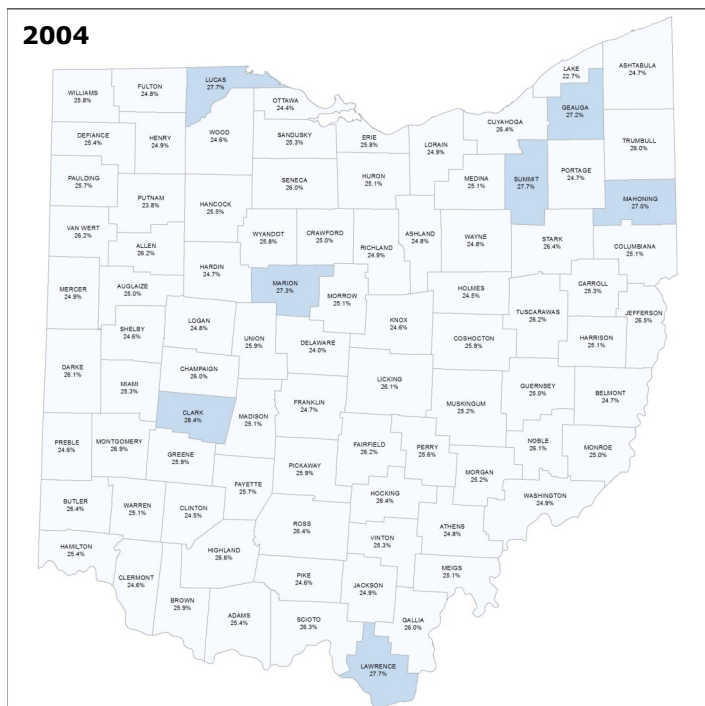 2004
WILLIAMS
25.8%
FULTON
24.8%
LUCAS
27.7%
OTTAWA
24.4%
LAKE
22.7%
ASHTABULA
24.7%
GEAUGA
27.2%
CUYAHOGA
26.4%
DEFIANCE
25.4%
HENRY
24.9%
WOOD
24.6%
SANDUSKY
25.3%
ERIE
25.8%
LORAIN
24.9%
TRUMBULL
26.0%
PAULDING
25.7%
PUTNAM
23.8%
HANCOCK
25.5%
SENECA
26.0%
HURON
25.1%
MEDINA
25.1%
SUMMIT
27.7%
PORTAGE
24.7%
MAHONING
27.0%
VAN WERT
26.2%
ALLEN
26.2%
WYANDOT
25.8%
CRAWFORD
25.0%
RICHLAND
24.9%
ASHLAND
24.8%
WAYNE
24.8%
STARK
26.4%
COLUMBIANA
25.1%
MERCER
24.9%
AUGLAIZE
25.0%
HARDIN
24.7%
MARION
27.3%
MORROW
25.1%
HOLMES
24.5%
CARROLL
25.3%
TUSCARAWAS
26.2%
JEFFERSON
26.5%
SHELBY
24.6%
LOGAN
24.8%
UNION
25.9%
DELAWARE
24.0%
KNOX
24.6%
COSHOCTON
25.8%
HARRISON
25.1%
DARKE
26.1%
MIAMI
25.3%
CHAMPAIGN
26.0%
LICKING
26.1%
GUERNSEY
25.0%
BELMONT
24.7%
CLARK
28.4%
MADISON
25.1%
FRANKLIN
24.7%
MUSKINGUM
25.2%
PREBLE
24.6%
MONTGOMERY
26.9%
GREENE
25.9%
FAIRFIELD
26.2%
PERRY
25.6%
NOBLE
26.1%
MONROE
25.0%
PICKAWAY
25.9%
MORGAN
25.2%
FAYETTE
25.7%
HOCKING
26.4%
WASHINGTON
24.9%
BUTLER
26.4%
WARREN
25.1%
CLINTON
24.5%
ROSS
25.4%
ATHENS
24.8%
VINTON
25.3%
HAMILTON
25.4%
HIGHLAND
26.6%
MEIGS
25.1%
CLERMONT
24.6%
BROWN
25.9%
PIKE
24.6%
JACKSON
24.9%
ADAMS
25.4%
SCIOTO
26.3%
GALLIA
26.0%
LAWRENCE
27.7%